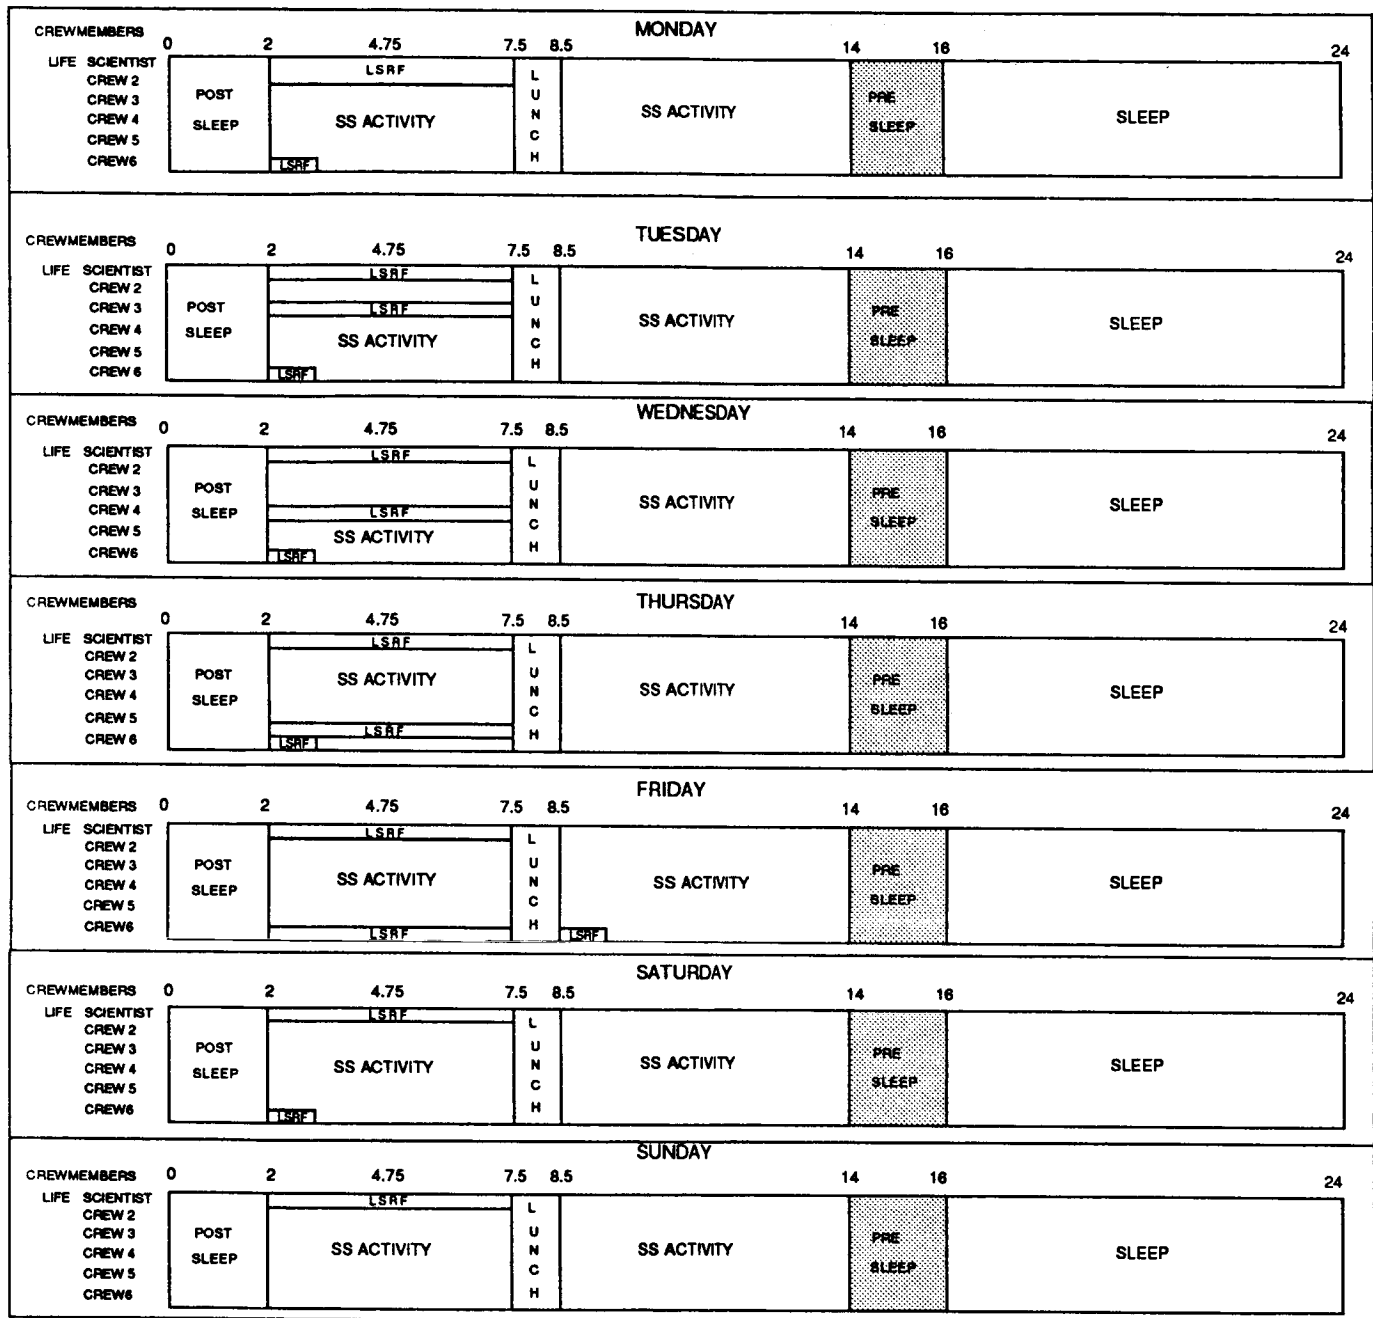 MONDAY
CREWMEMBERS
0 2 4.75 7.5 8.5 14 16 24
LIFE SCIENTIST LSRF L
CREW 2
CREW 3 POST U PRE
CREW 4 SLEEP SS ACTIVITY N SS ACTIVITY SLEEP SLEEP
CREW 5 C
CREW6 LSRF H
TUESDAY
CREWMEMBERS
0 2 4.75 7.5 8.5 14 16 24
LIFE SCIENTIST LSRF L
CREW 2
CREW 3 POST LSRF U PRE
CREW 4 SLEEP SS ACTIVITY N SS ACTIVITY SLEEP SLEEP
CREW 5 C
CREW 6 LSRF H
WEDNESDAY
CREWMEMBERS
0 2 4.75 7.5 8.5 14 16 24
LIFE SCIENTIST LSRF L
CREW 2
CREW 3 POST U PRE
CREW 4 SLEEP LSRF N SS ACTIVITY SLEEP SLEEP
CREW 5 SS ACTIVITY C
CREW6 LSRF H
THURSDAY
CREWMEMBERS
0 2 4.75 7.5 8.5 14 16 24
LIFE SCIENTIST LSRF L
CREW 2
CREW 3 POST SS ACTIVITY U PRE
CREW 4 SLEEP N SS ACTIVITY SLEEP SLEEP
CREW 5 LSRF C
CREW 6 LSRF H
FRIDAY
CREWMEMBERS
0 2 4.75 7.5 8.5 14 16 24
LIFE SCIENTIST LSRF L
CREW 2
CREW 3 POST U PRE
CREW 4 SLEEP SS ACTIVITY N SS ACTIVITY SLEEP SLEEP
CREW 5 C
CREW6 LSRF H LSRF
SATURDAY
CREWMEMBERS
0 2 4.75 7.5 8.5 14 16 24
LIFE SCIENTIST LSRF L
CREW 2
CREW 3 POST U PRE
CREW 4 SLEEP SS ACTIVITY N SS ACTIVITY SLEEP SLEEP
CREW 5 C
CREW6 LSRF H
SUNDAY
CREWMEMBERS
0 2 4.75 7.5 8.5 14 16 24
LIFE SCIENTIST LSRF L
CREW 2
CREW 3 POST U PRE
CREW 4 SLEEP SS ACTIVITY N SS ACTIVITY SLEEP SLEEP
CREW 5 C
CREW6 H